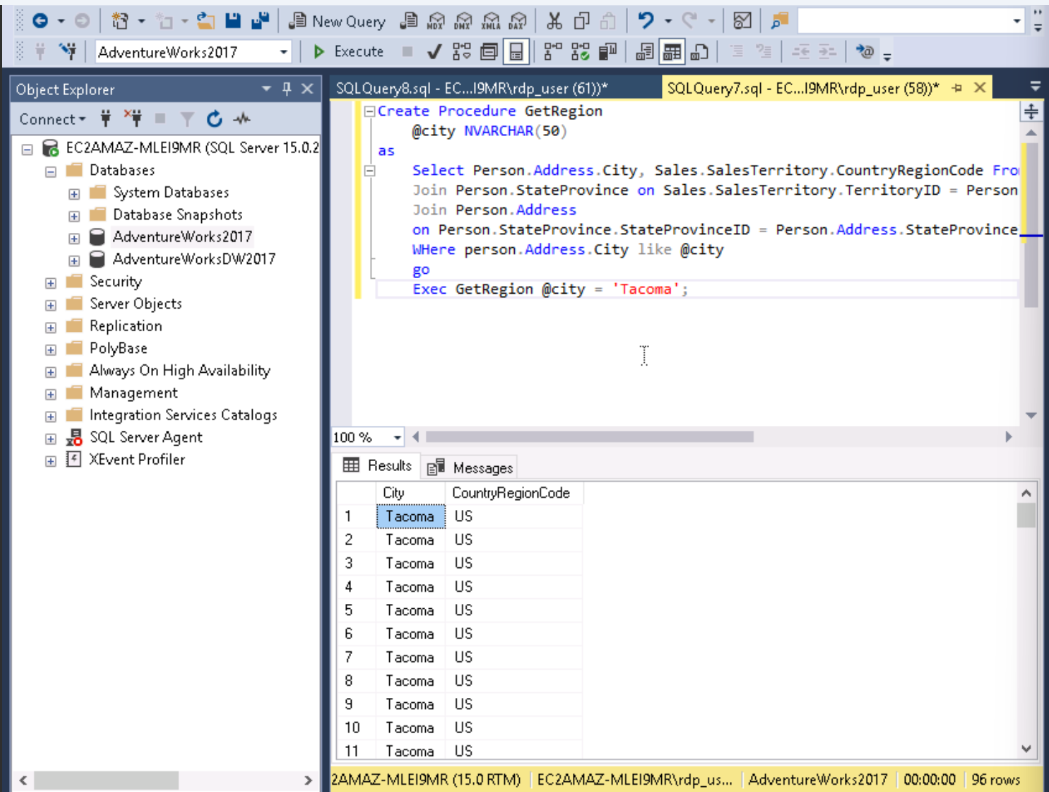 New Query MDX DMX XMLA DAX
AdventureWorks2017 Execute
Object Explorer
Connect
EC2AMAZ-MLEI9MR (SQL Server 15.0.2
Databases
System Databases
Database Snapshots
AdventureWorks2017
AdventureWorksDW2017
Security
Server Objects
Replication
PolyBase
Always On High Availability
Management
Integration Services Catalogs
SQL Server Agent
XEvent Profiler
SQLQuery8.sql - EC...I9MR\rdp_user (61))* SQLQuery7.sql - EC...I9MR\rdp_user (58))*
Create Procedure GetRegion
@city NVARCHAR(50)
as
Select Person.Address.City, Sales.SalesTerritory.CountryRegionCode Fro
Join Person.StateProvince on Sales.SalesTerritory.TerritoryID = Person
Join Person.Address
on Person.StateProvince.StateProvinceID = Person.Address.StateProvince
WHere person.Address.City like @city
go
Exec GetRegion @city = 'Tacoma';
100 %
Results Messages
City CountryRegionCode
1 Tacoma US
2 Tacoma US
3 Tacoma US
4 Tacoma US
5 Tacoma US
6 Tacoma US
7 Tacoma US
8 Tacoma US
9 Tacoma US
10 Tacoma US
11 Tacoma US
2AMAZ-MLEI9MR (15.0 RTM) EC2AMAZ-MLEI9MR\rdp_us... AdventureWorks2017 00:00:00 96 rows